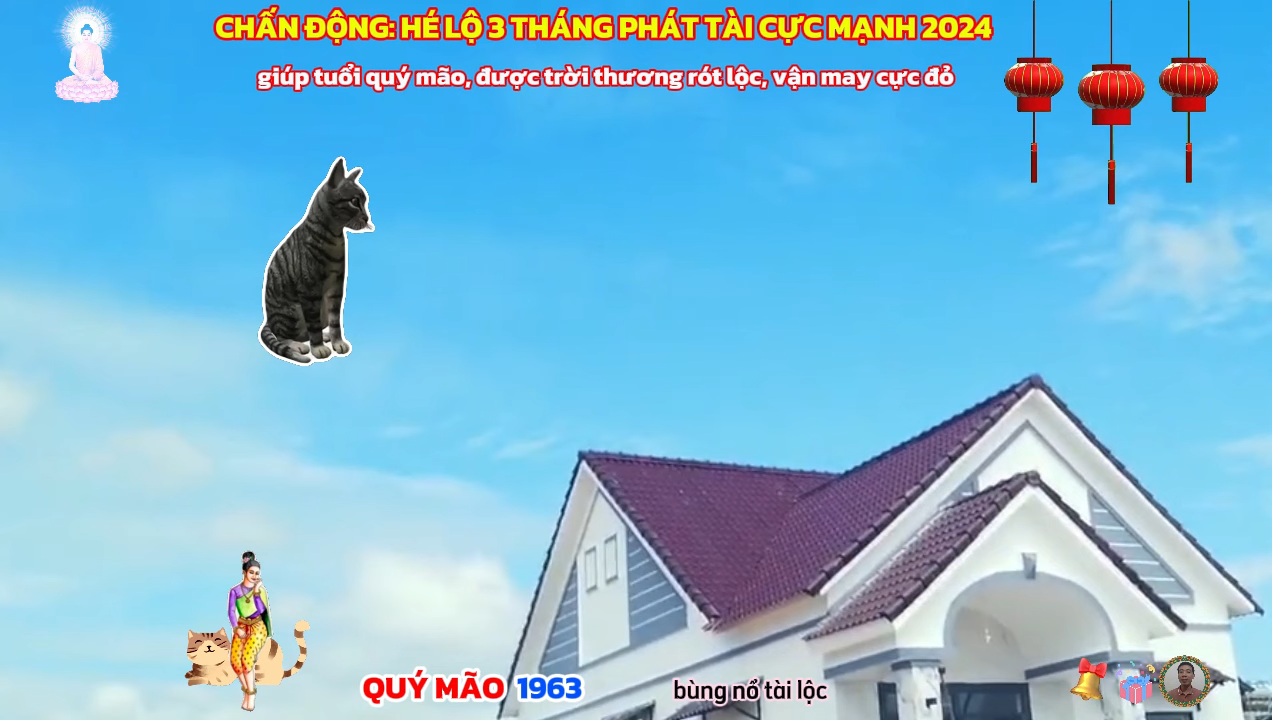 CHẤN ĐỘNG: HÉ LỘ 3 THÁNG PHÁT TÀI CỰC MẠNH 2024
giúp tuổi quý mão, được trời thương rót lộc, vận may cực đỏ
QUÝ MÃO 1963
bùng nổ tài lộc